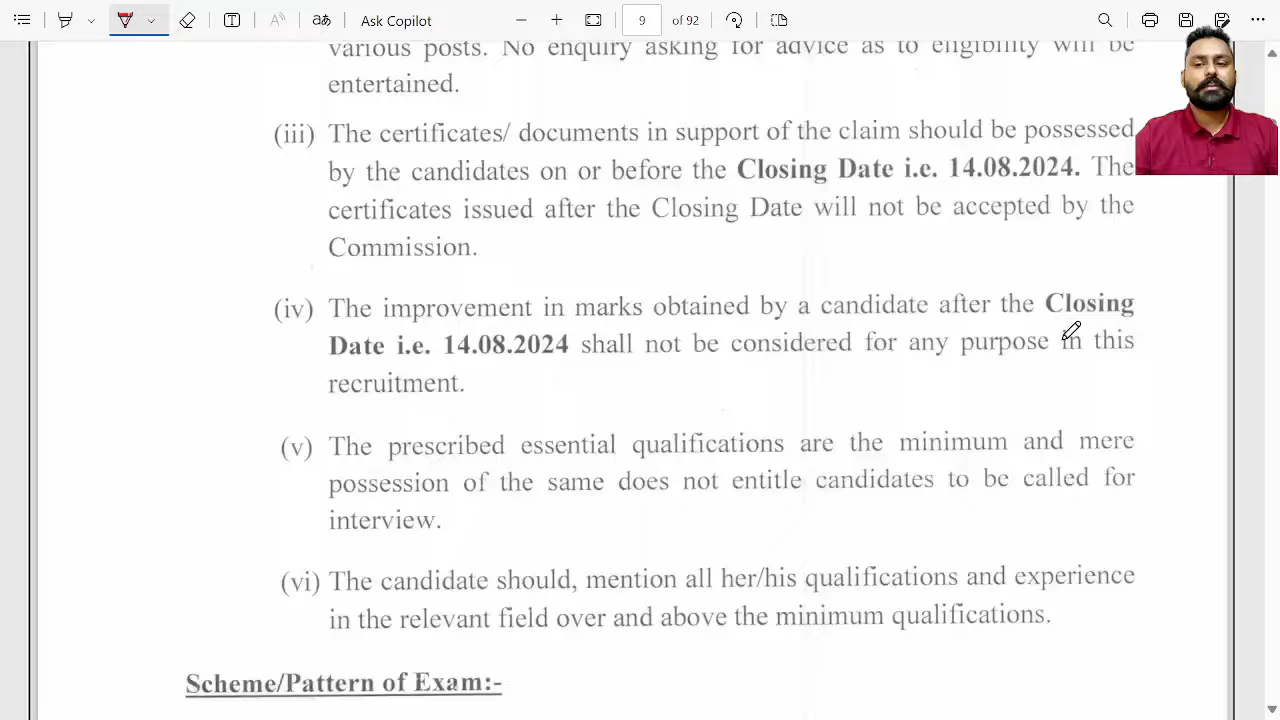 Ask Copilot
9 of 92
various posts. No enquiry asking for advice as to eligibility will be
entertained.
(iii) The certificates/ documents in support of the claim should be possessed
by the candidates on or before the Closing Date i.e. 14.08.2024. The
certificates issued after the Closing Date will not be accepted by the
Commission.
(iv) The improvement in marks obtained by a candidate after the Closing
Date i.e. 14.08.2024 shall not be considered for any purpose in this
recruitment.
(v) The prescribed essential qualifications are the minimum and mere
possession of the same does not entitle candidates to be called for
interview.
(vi) The candidate should, mention all her/his qualifications and experience
in the relevant field over and above the minimum qualifications.
Scheme/Pattern of Exam:-